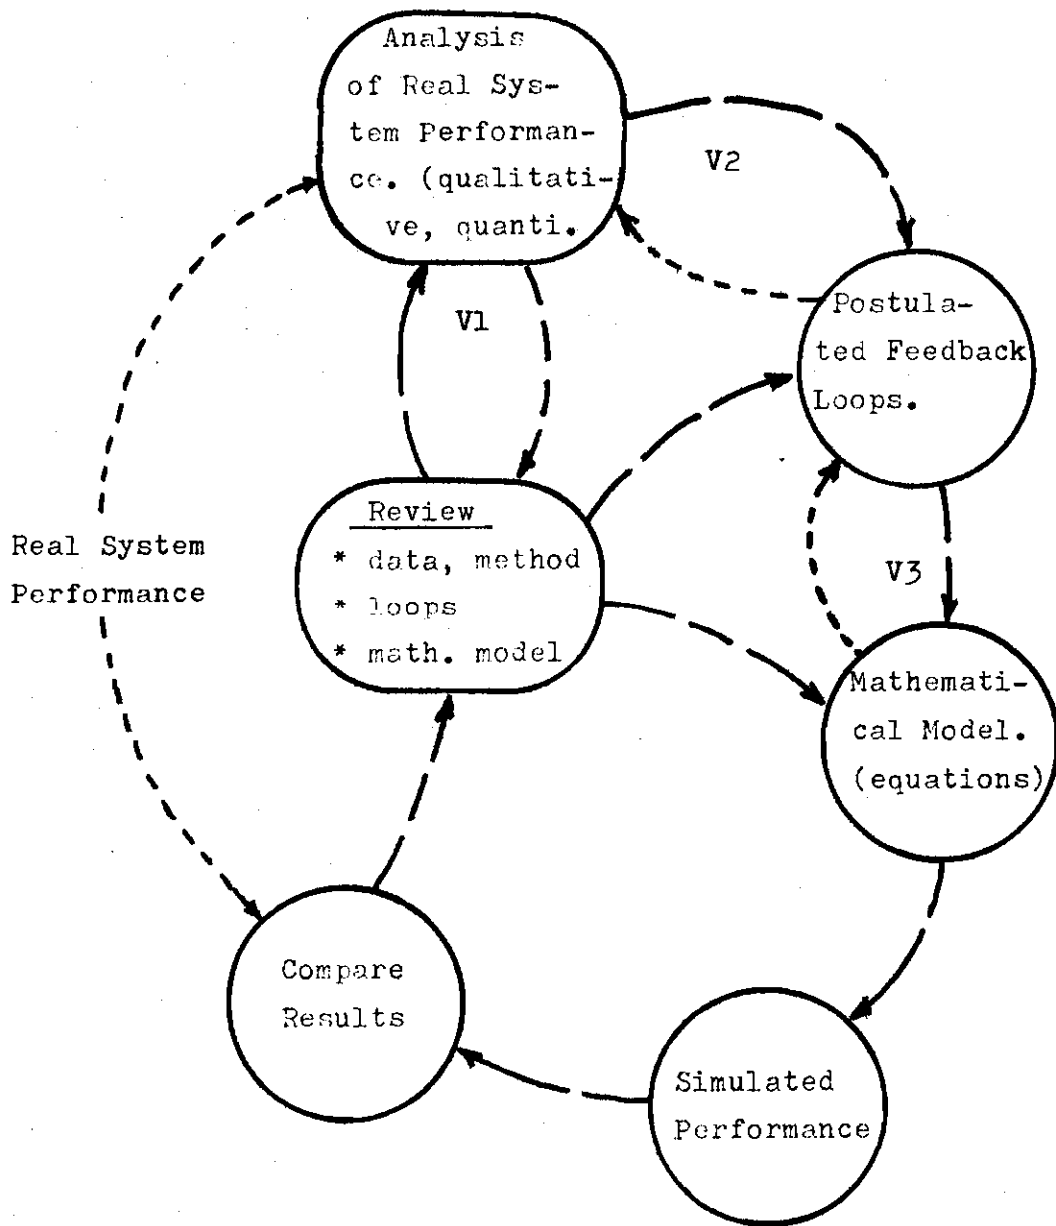 Analysis
of Real Sys-
tem Performan-
ce. (qualitati-
ve, quanti.
V2
V1
Postula-
ted Feedback
Loops.
Review
* data, method
* loops
* math. model
Real System
Performance
V3
Mathemati-
cal Model.
(equations)
Compare
Results
Simulated
Performance